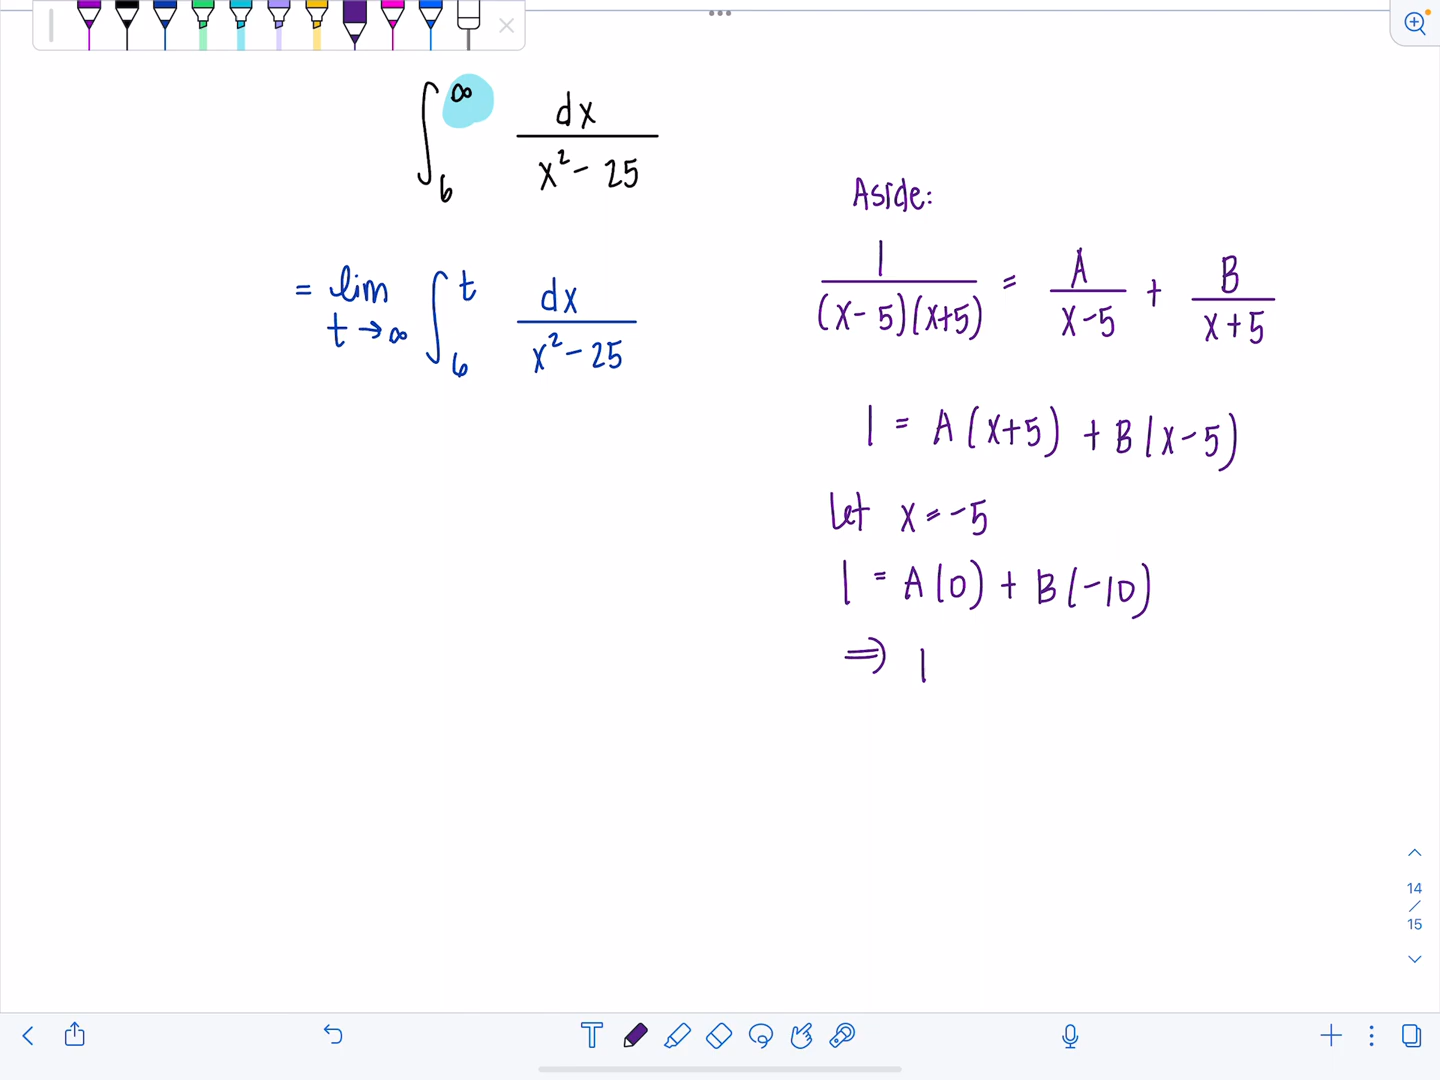 ∫₆^∞ dx / (x² - 25)
= lim t→∞ ∫₆^t dx / (x² - 25)
Aside:
1 / ((x-5)(x+5)) = A / (x-5) + B / (x+5)
1 = A(x+5) + B(x-5)
Let x = -5
1 = A(0) + B(-10)
⇒ 1
14
/
15
T